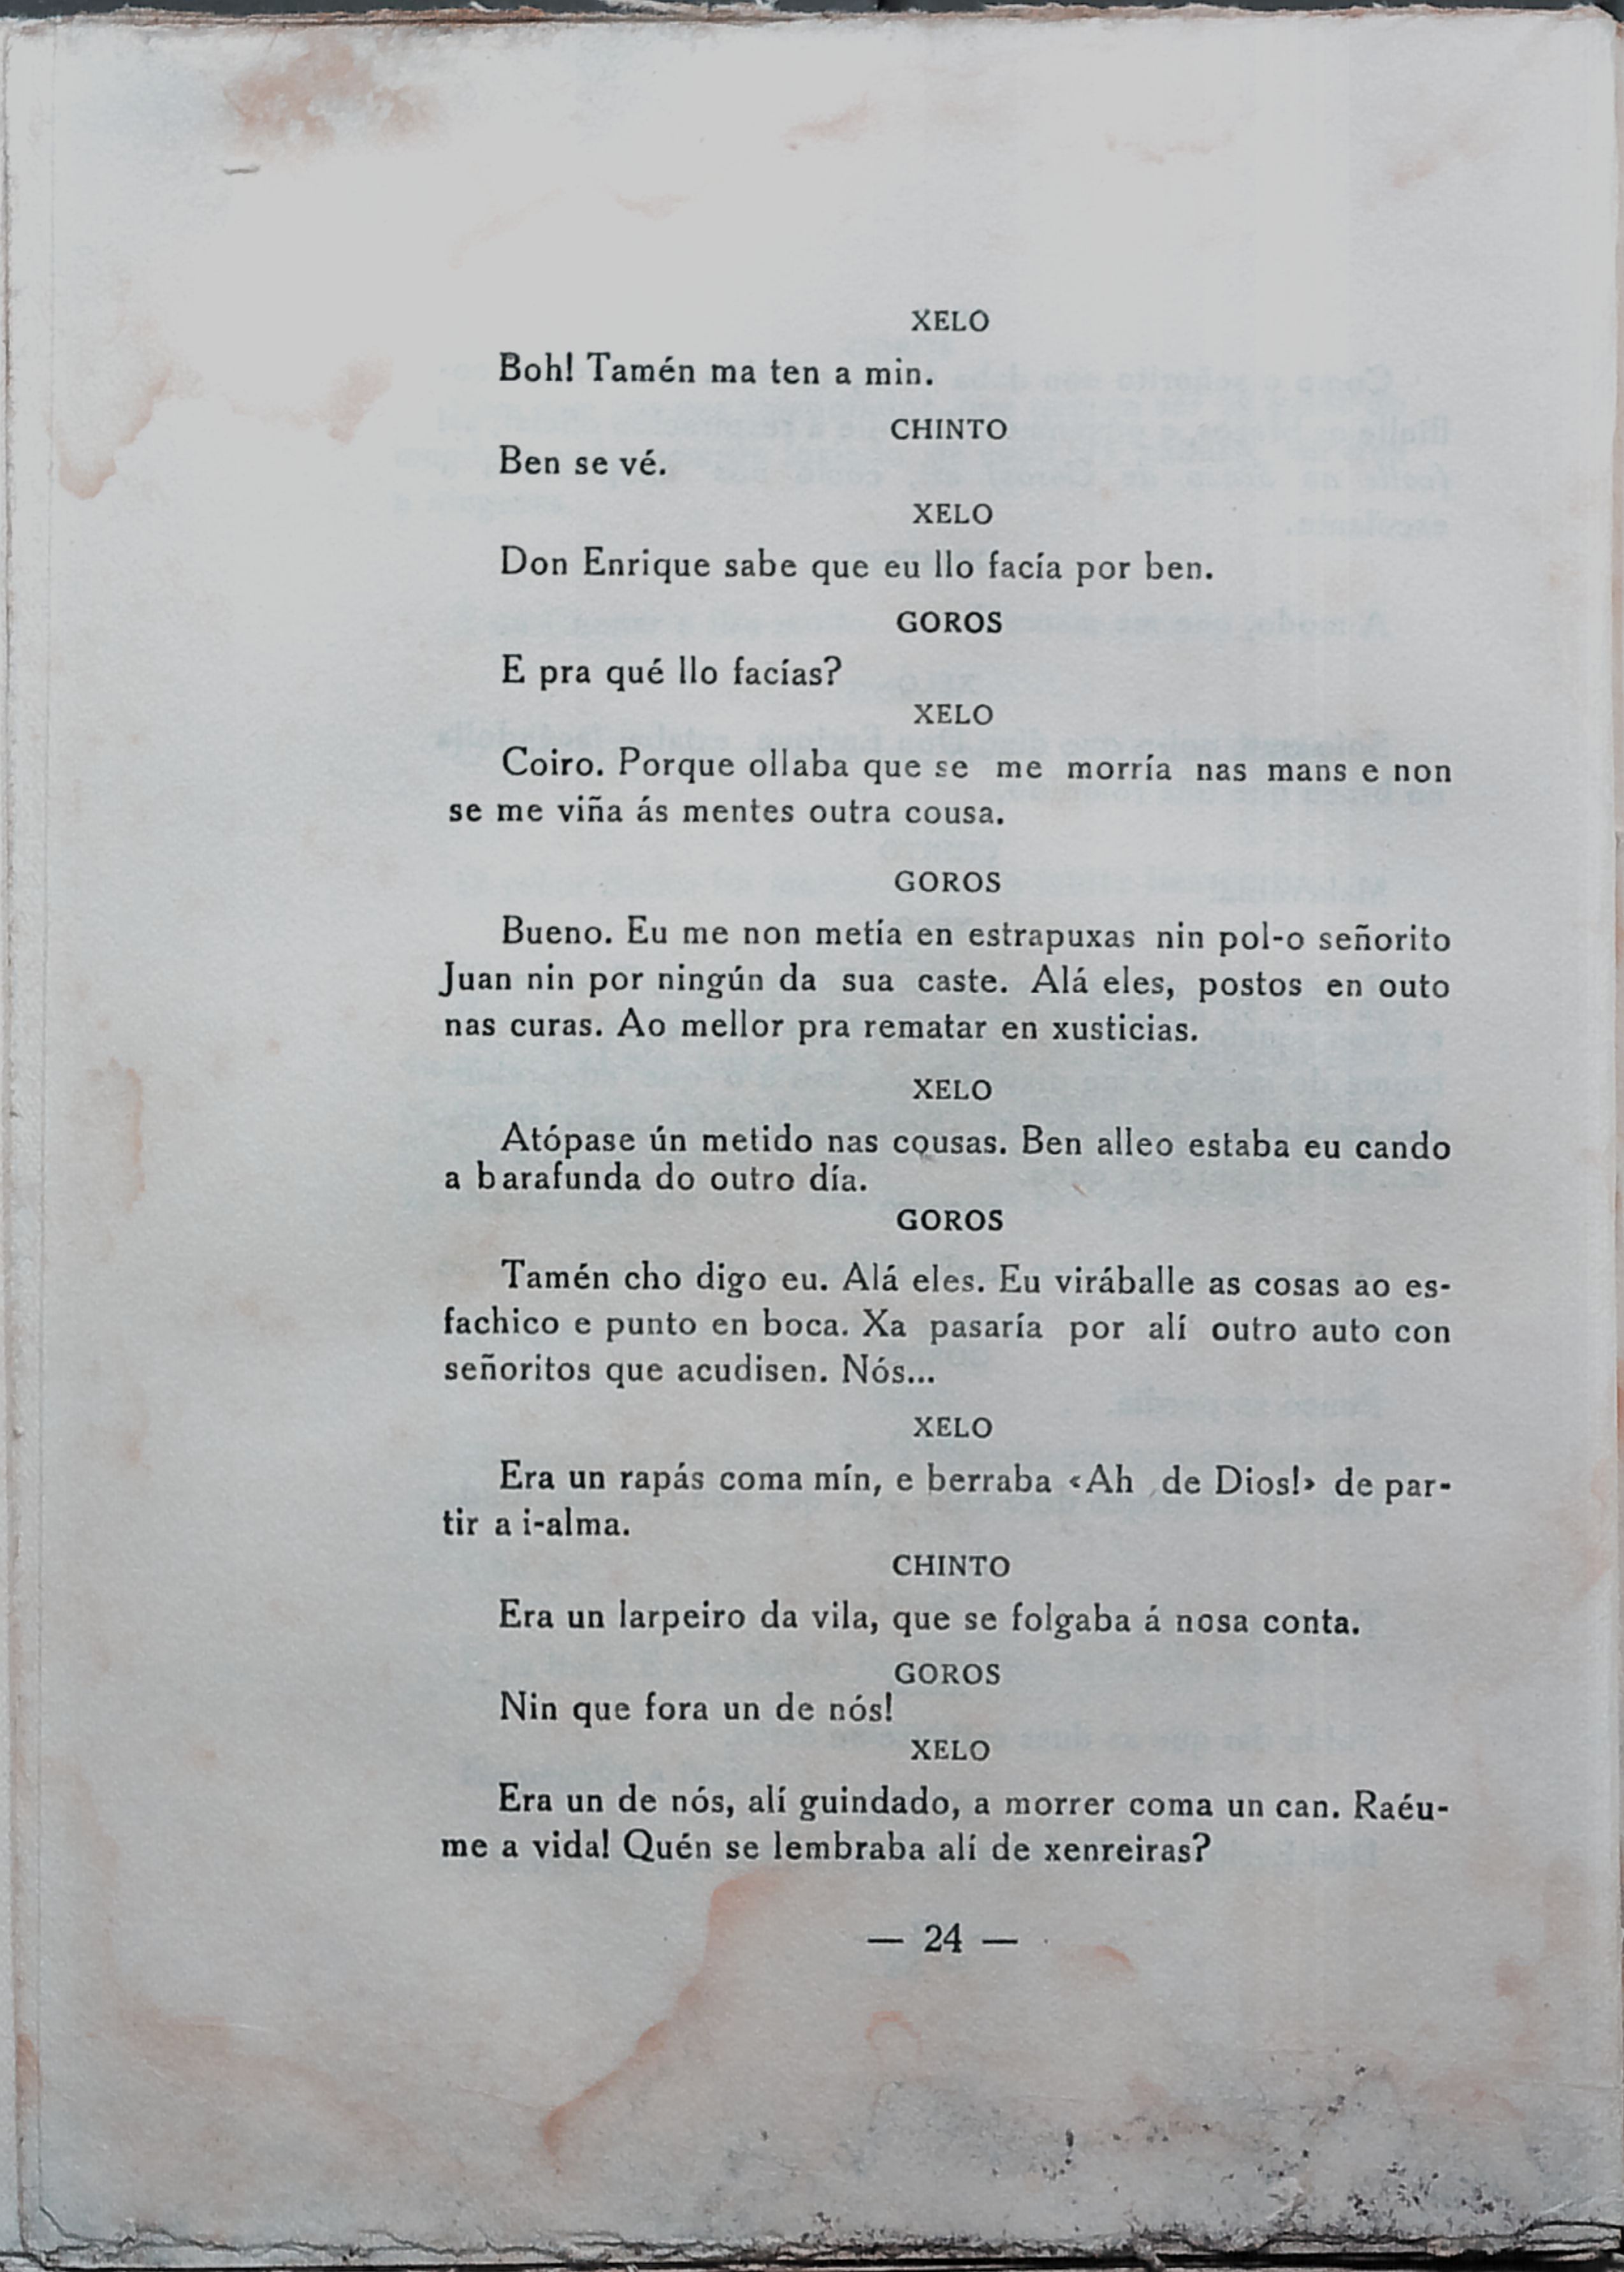 XELO
Boh! Tamén ma ten a min.
CHINTO
Ben se vé.
XELO
Don Enrique sabe que eu llo facía por ben.
GOROS
E pra qué llo facías?
XELO
Coiro. Porque ollaba que se me morría nas mans e non
se me viña ás mentes outra cousa.
GOROS
Bueno. Eu me non metía en estrapuxas nin pol-o señorito
Juan nin por ningún da sua caste. Alá eles, postos en outo
nas curas. Ao mellor pra rematar en xusticias.
XELO
Atópase ún metido nas cousas. Ben alleo estaba eu cando
a barafunda do outro día.
GOROS
Tamén cho digo eu. Alá eles. Eu viráballe as cosas ao es-
fachico e punto en boca. Xa pasaría por alí outro auto con
señoritos que acudisen. Nós...
XELO
Era un rapás coma mín, e berraba «Ah de Dios!» de par-
tir a i-alma.
CHINTO
Era un larpeiro da vila, que se folgaba á nosa conta.
GOROS
Nin que fora un de nós!
XELO
Era un de nós, alí guindado, a morrer coma un can. Raéu-
me a vida! Quén se lembraba alí de xenreiras?
— 24 —